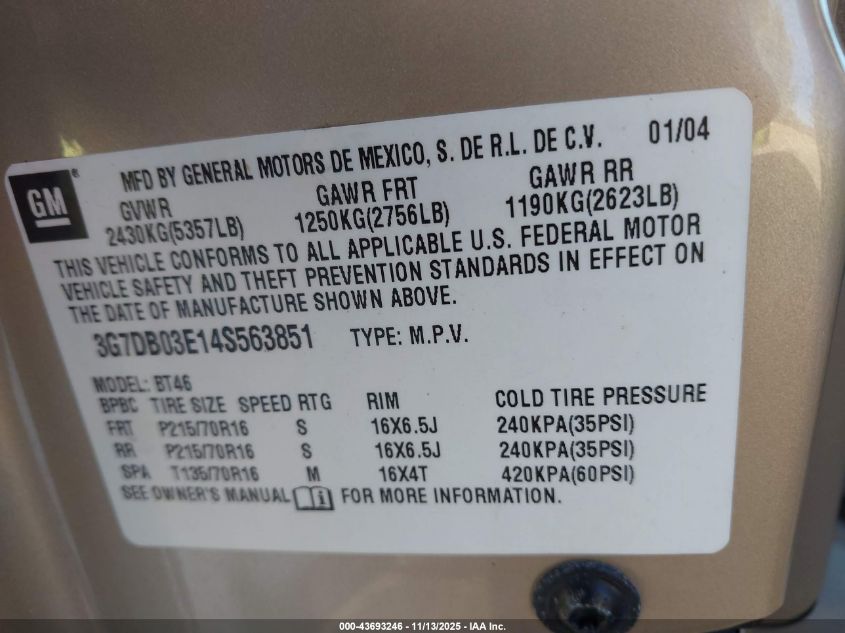 GM®
MFD BY GENERAL MOTORS DE MEXICO, S. DE R.L. DE C.V. 01/04
GVWR GAWR FRT GAWR RR
2430KG(5357LB) 1250KG(2756LB) 1190KG(2623LB)
THIS VEHICLE CONFORMS TO ALL APPLICABLE U.S. FEDERAL MOTOR
VEHICLE SAFETY AND THEFT PREVENTION STANDARDS IN EFFECT ON
THE DATE OF MANUFACTURE SHOWN ABOVE.
3G7DB03E14S563851 TYPE: M.P.V.
MODEL: BT46
BPBC TIRE SIZE SPEED RTG RIM COLD TIRE PRESSURE
FRT P215/70R16 S 16X6.5J 240KPA(35PSI)
RR P215/70R16 S 16X6.5J 240KPA(35PSI)
SPA T135/70R16 M 16X4T 420KPA(60PSI)
SEE OWNER'S MANUAL FOR MORE INFORMATION.
000-43693246 - 11/13/2025 - IAA Inc.